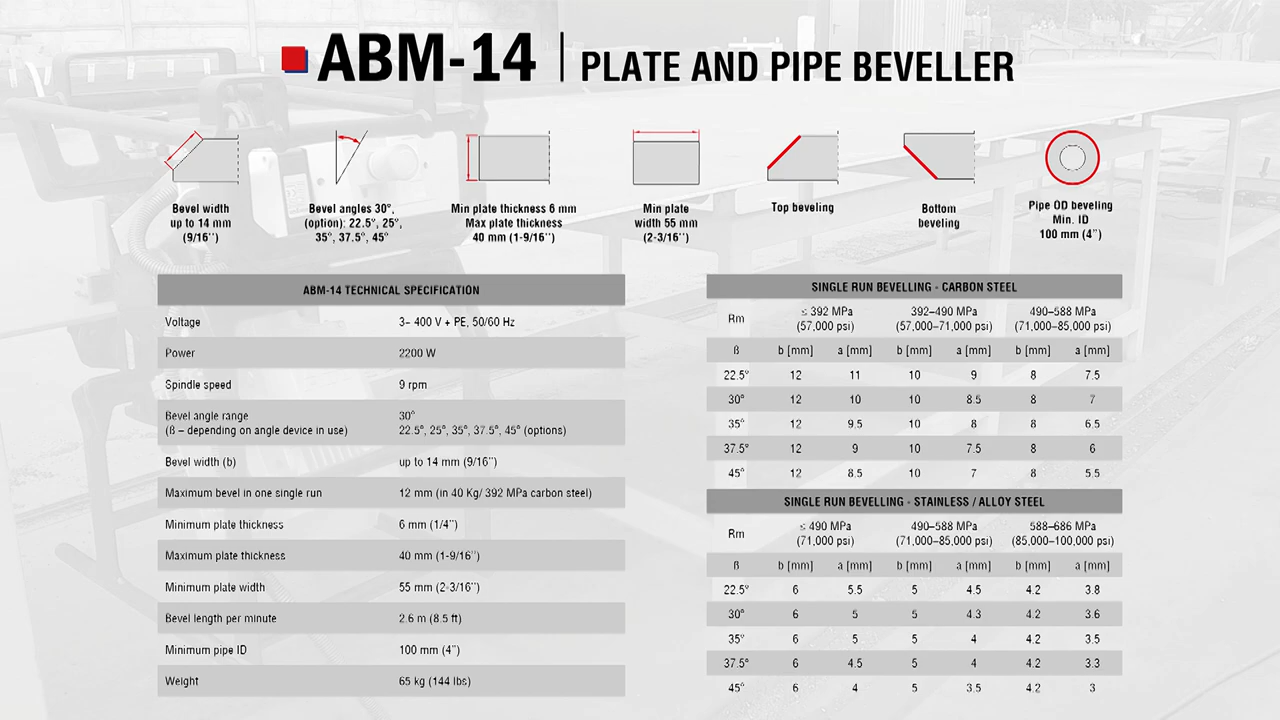 ABM-14 | PLATE AND PIPE BEVELLER
Bevel width
up to 14 mm
(9/16'')
Bevel angles 30°,
(option): 22.5°, 25°,
35°, 37.5°, 45°
Min plate thickness 6 mm
Max plate thickness
40 mm (1-9/16'')
Min plate
width 55 mm
(2-3/16'')
Top beveling
Bottom
beveling
Pipe OD beveling
Min. ID
100 mm (4'')
ABM-14 TECHNICAL SPECIFICATION
Voltage 3~ 400 V + PE, 50/60 Hz
Power 2200 W
Spindle speed 9 rpm
Bevel angle range 30°
(ß – depending on angle device in use) 22.5°, 25°, 35°, 37.5°, 45° (options)
Bevel width (b) up to 14 mm (9/16'')
Maximum bevel in one single run 12 mm (in 40 Kg/ 392 MPa carbon steel)
Minimum plate thickness 6 mm (1/4'')
Maximum plate thickness 40 mm (1-9/16'')
Minimum plate width 55 mm (2-3/16'')
Bevel length per minute 2.6 m (8.5 ft)
Minimum pipe ID 100 mm (4'')
Weight 65 kg (144 lbs)
SINGLE RUN BEVELLING - CARBON STEEL
Rm ≤ 392 MPa 392–490 MPa 490–588 MPa
(57,000 psi) (57,000–71,000 psi) (71,000–85,000 psi)
ß b [mm] a [mm] b [mm] a [mm] b [mm] a [mm]
22.5° 12 11 10 9 8 7.5
30° 12 10 10 8.5 8 7
35° 12 9.5 10 8 8 6.5
37.5° 12 9 10 7.5 8 6
45° 12 8.5 10 7 8 5.5
SINGLE RUN BEVELLING - STAINLESS / ALLOY STEEL
Rm ≤ 490 MPa 490–588 MPa 588–686 MPa
(71,000 psi) (71,000–85,000 psi) (85,000–100,000 psi)
ß b [mm] a [mm] b [mm] a [mm] b [mm] a [mm]
22.5° 6 5.5 5 4.5 4.2 3.8
30° 6 5 5 4.3 4.2 3.6
35° 6 5 5 4 4.2 3.5
37.5° 6 4.5 5 4 4.2 3.3
45° 6 4 5 3.5 4.2 3